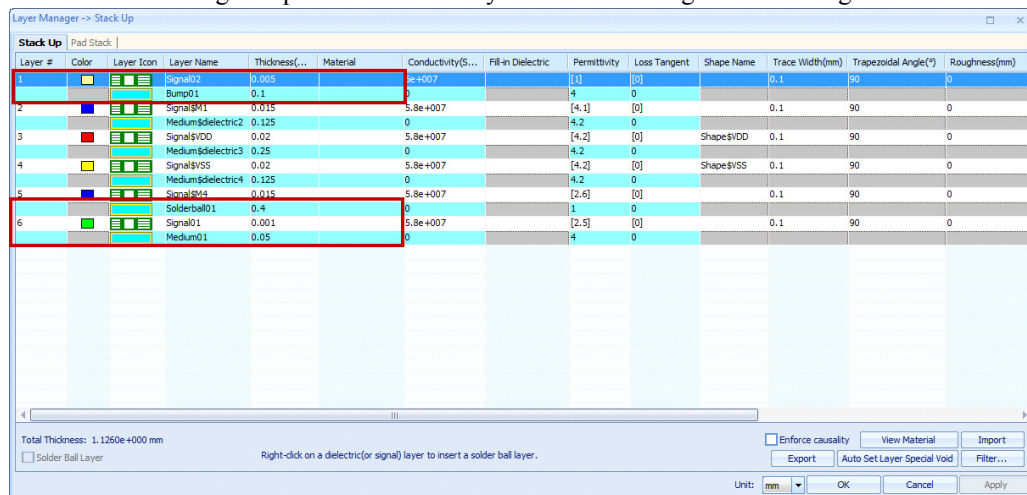 Layer Manager -> Stack Up
Stack Up Pad Stack
Layer # Color Layer Icon Layer Name Thickness(... Material Conductivity(S... Fill-in Dielectric Permittivity Loss Tangent Shape Name Trace Width(mm) Trapezoidal Angle(°) Roughness(mm)
1 Signal02 0.005 5e+007 [1] [0] 0.1 90 0
Bump01 0.1 0 4 0
2 Signal$M1 0.015 5.8e+007 [4.1] [0] 0.1 90 0
Medium$dielectric2 0.125 0 4.2 0
3 Signal$VDD 0.02 5.8e+007 [4.2] [0] Shape$VDD 0.1 90 0
Medium$dielectric3 0.25 0 4.2 0
4 Signal$VSS 0.02 5.8e+007 [4.2] [0] Shape$VSS 0.1 90 0
Medium$dielectric4 0.125 0 4.2 0
5 Signal$M4 0.015 5.8e+007 [2.6] [0] 0.1 90 0
Solderball01 0.4 0 1 0
6 Signal01 0.001 5.8e+007 [2.5] [0] 0.1 90 0
Medium01 0.05 0 4 0
Total Thickness: 1.1260e+000 mm Enforce causality View Material Import
Solder Ball Layer Right-click on a dielectric(or signal) layer to insert a solder ball layer. Export Auto Set Layer Special Void Filter...
Unit: mm OK Cancel Apply